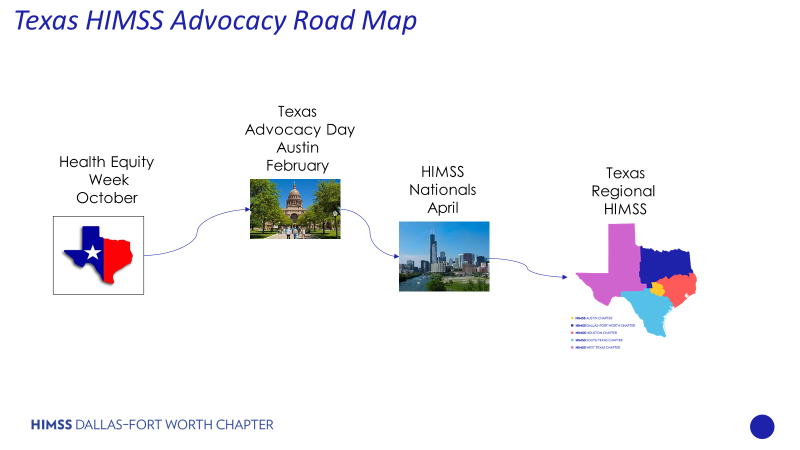 Texas HIMSS Advocacy Road Map
Health Equity
Week
October
Texas
Advocacy Day
Austin
February
HIMSS
Nationals
April
Texas
Regional
HIMSS
HIMSS AUSTIN CHAPTER
HIMSS DALLAS-FORT WORTH CHAPTER
HIMSS HOUSTON CHAPTER
HIMSS SOUTH TEXAS CHAPTER
HIMSS WEST TEXAS CHAPTER
HIMSS DALLAS-FORT WORTH CHAPTER